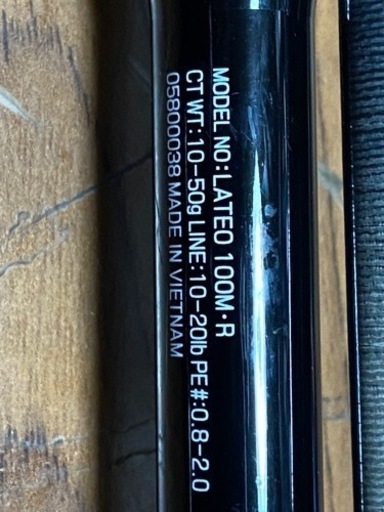 MODEL NO:LATEO 100M・R
CT WT:10-50g LINE:10-20lb PE#:0.8-2.0
05800038 MADE IN VIETNAM